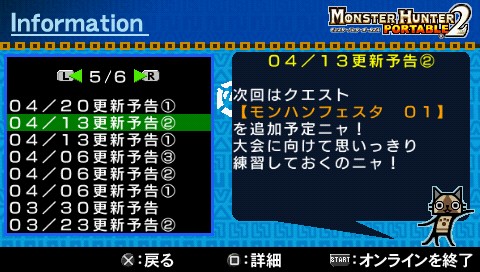 Information
MONSTER HUNTER
PORTABLE 2
L 5/6 R
04/20更新予告①
04/13更新予告②
04/13更新予告①
04/06更新予告③
04/06更新予告②
04/06更新予告①
03/30更新予告
03/23更新予告②
04/13更新予告②
次回はクエスト
【モンハンフェスタ 01】
を追加予定ニャ!
大会に向けて思いっきり
練習しておくのニャ!
×:戻る □:詳細 START:オンラインを終了